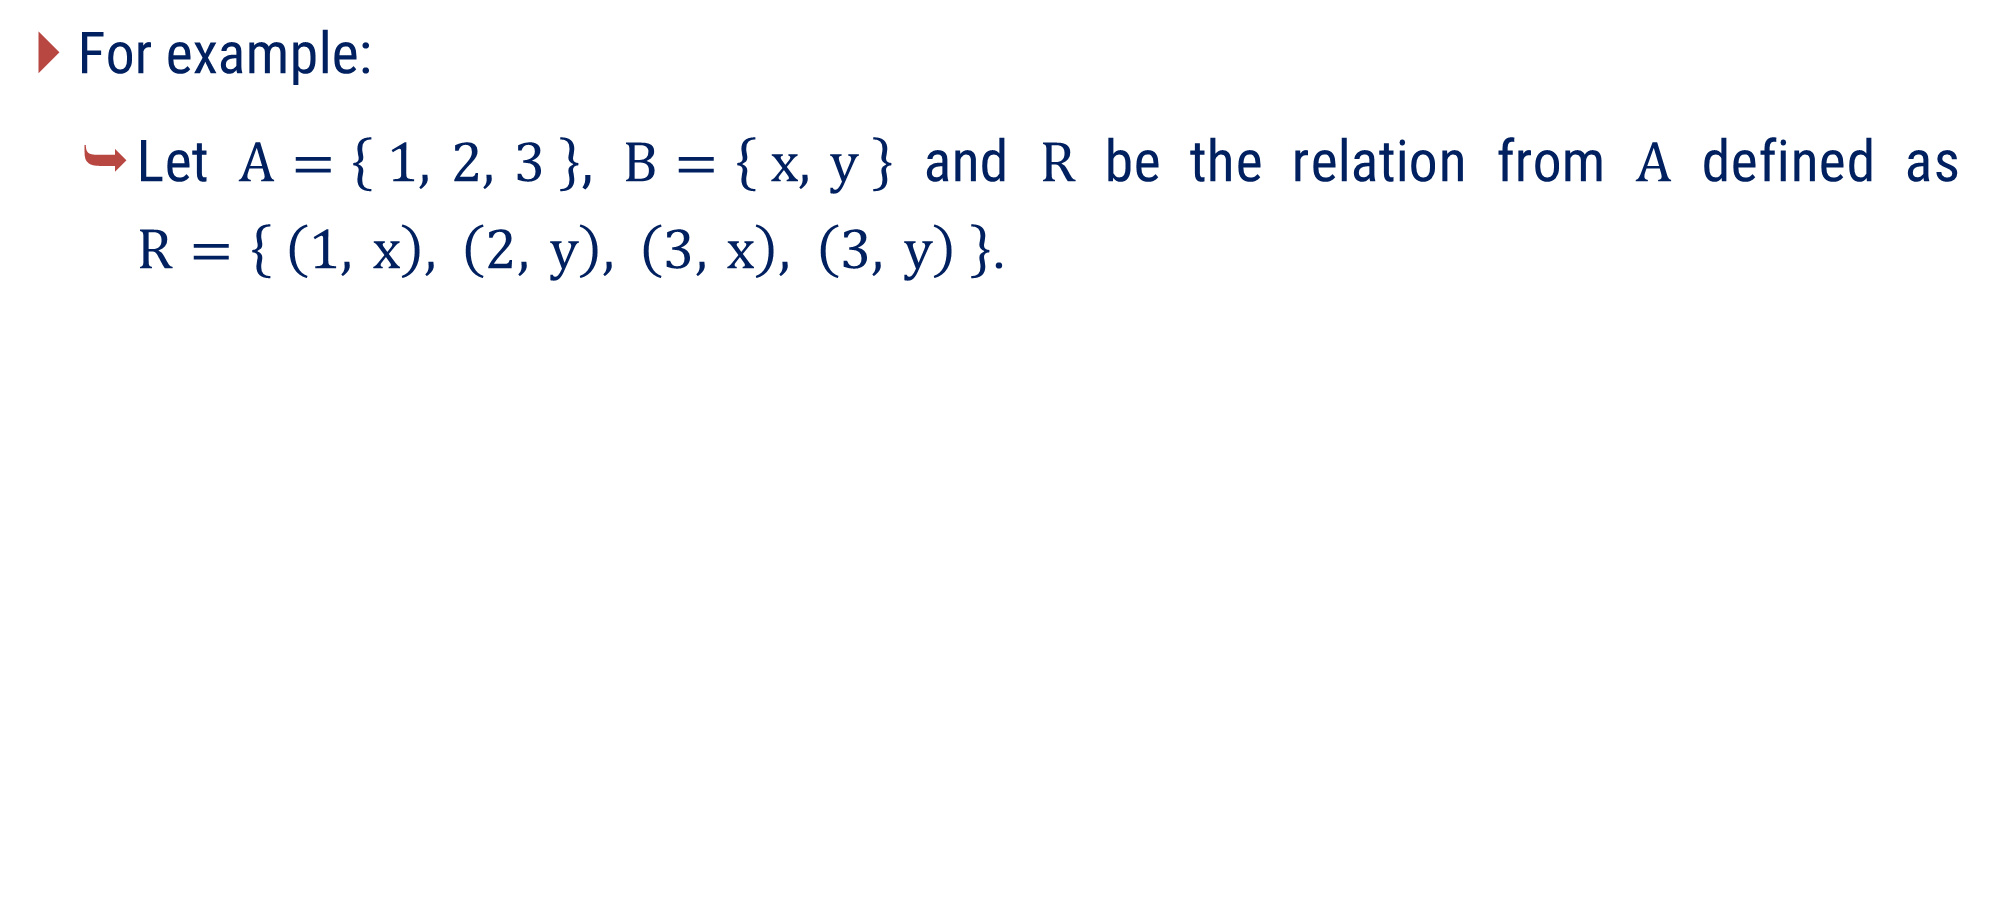 For example:
Let A = { 1, 2, 3 }, B = { x, y } and R be the relation from A defined as
R = { (1, x), (2, y), (3, x), (3, y) }.